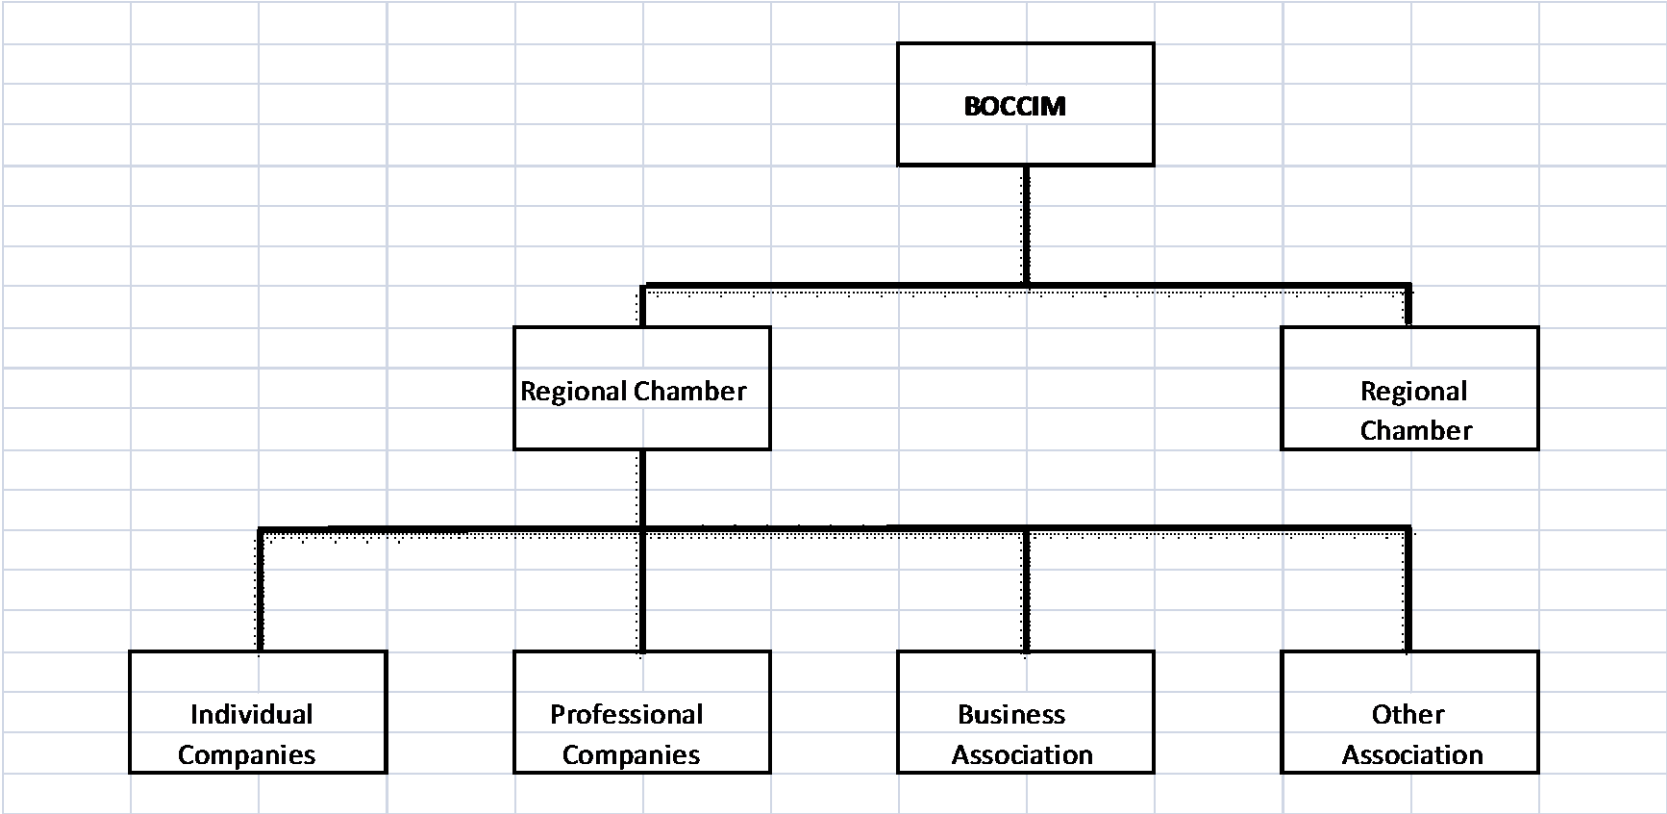 BOCCIM
Regional Chamber
Regional
Chamber
Individual
Companies
Professional
Companies
Business
Association
Other
Association